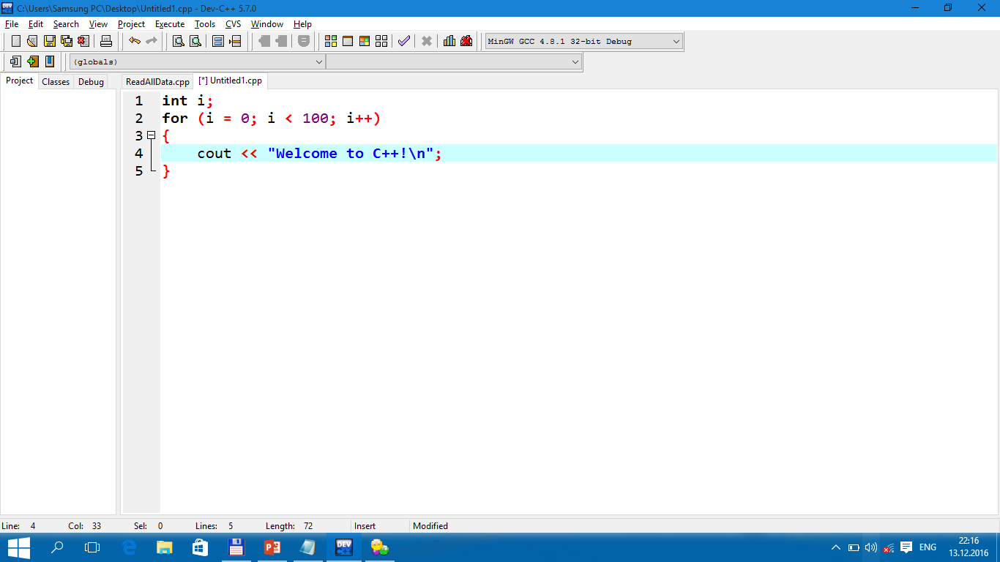 C:\Users\Samsung PC\Desktop\Untitled1.cpp - Dev-C++ 5.7.0
File Edit Search View Project Execute Tools CVS Window Help
MinGW GCC 4.8.1 32-bit Debug
(globals)
Project Classes Debug ReadAllData.cpp [*] Untitled1.cpp
1 int i;
2 for (i = 0; i < 100; i++)
3 {
4 cout << "Welcome to C++!\n";
5 }
Line: 4 Col: 33 Sel: 0 Lines: 5 Length: 72 Insert Modified
DEV
ENG
22:16
13.12.2016